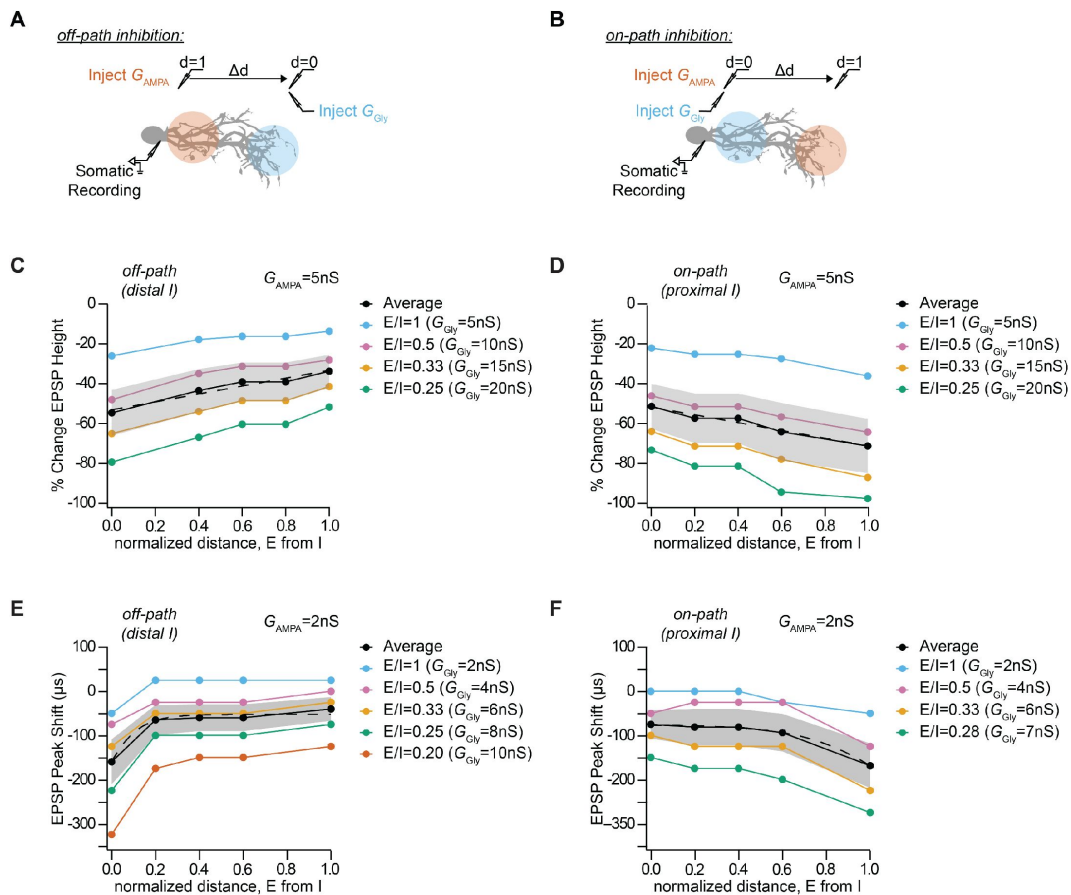 A
off-path inhibition:
d=1
d=0
Inject GAMPA
Δd
Inject GGly
Somatic
Recording
B
on-path inhibition:
d=0
d=1
Inject GAMPA
Δd
Inject GGly
Somatic
Recording
C
off-path
(distal I)
GAMPA=5nS
% Change EPSP Height
0
-20
-40
-60
-80
-100
0.0 0.2 0.4 0.6 0.8 1.0
normalized distance, E from I
Average
E/I=1 (GGly=5nS)
E/I=0.5 (GGly=10nS)
E/I=0.33 (GGly=15nS)
E/I=0.25 (GGly=20nS)
D
on-path
(proximal I)
GAMPA=5nS
% Change EPSP Height
0
-20
-40
-60
-80
-100
0.0 0.2 0.4 0.6 0.8 1.0
normalized distance, E from I
Average
E/I=1 (GGly=5nS)
E/I=0.5 (GGly=10nS)
E/I=0.33 (GGly=15nS)
E/I=0.25 (GGly=20nS)
E
off-path
(distal I)
GAMPA=2nS
EPSP Peak Shift (µs)
100
0
-100
-200
-300
0.0 0.2 0.4 0.6 0.8 1.0
normalized distance, E from I
Average
E/I=1 (GGly=2nS)
E/I=0.5 (GGly=4nS)
E/I=0.33 (GGly=6nS)
E/I=0.25 (GGly=8nS)
E/I=0.20 (GGly=10nS)
F
on-path
(proximal I)
GAMPA=2nS
EPSP Peak Shift (µs)
100
0
-100
-200
-350
0.0 0.2 0.4 0.6 0.8 1.0
normalized distance, E from I
Average
E/I=1 (GGly=2nS)
E/I=0.5 (GGly=4nS)
E/I=0.33 (GGly=6nS)
E/I=0.28 (GGly=7nS)